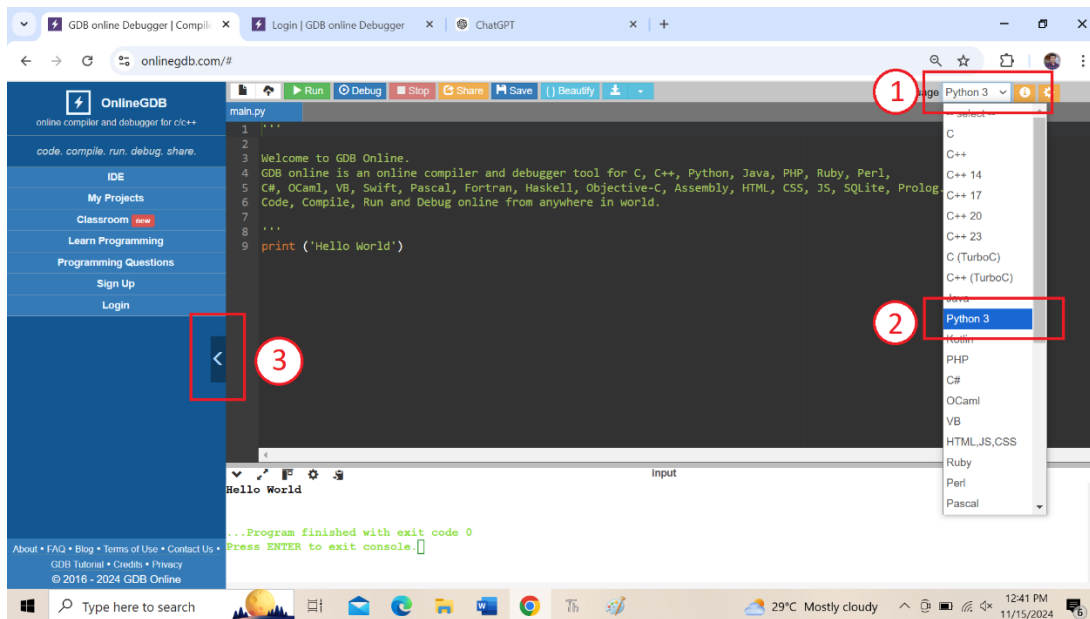 GDB online Debugger | Compile
Login | GDB online Debugger
ChatGPT
onlinegdb.com/#
OnlineGDB
online compiler and debugger for c/c++
code. compile. run. debug. share.
IDE
My Projects
Classroom new
Learn Programming
Programming Questions
Sign Up
Login
Run Debug Stop Share Save {} Beautify
1
age Python 3
main.py
1 '''
2
3 Welcome to GDB Online.
4 GDB online is an online compiler and debugger tool for C, C++, Python, Java, PHP, Ruby, Perl,
5 C#, OCaml, VB, Swift, Pascal, Fortran, Haskell, Objective-C, Assembly, HTML, CSS, JS, SQLite, Prolog.
6 Code, Compile, Run and Debug online from anywhere in world.
7
8 '''
9 print ('Hello World')
-- select --
C
C++
C++ 14
C++ 17
C++ 20
C++ 23
C (TurboC)
C++ (TurboC)
Java
Python 3
Kotlin
PHP
C#
OCaml
VB
HTML,JS,CSS
Ruby
Perl
Pascal
2
3
input
Hello World
...Program finished with exit code 0
Press ENTER to exit console.
About • FAQ • Blog • Terms of Use • Contact Us •
GDB Tutorial • Credits • Privacy
© 2016 - 2024 GDB Online
Type here to search
29°C Mostly cloudy
12:41 PM
11/15/2024
6